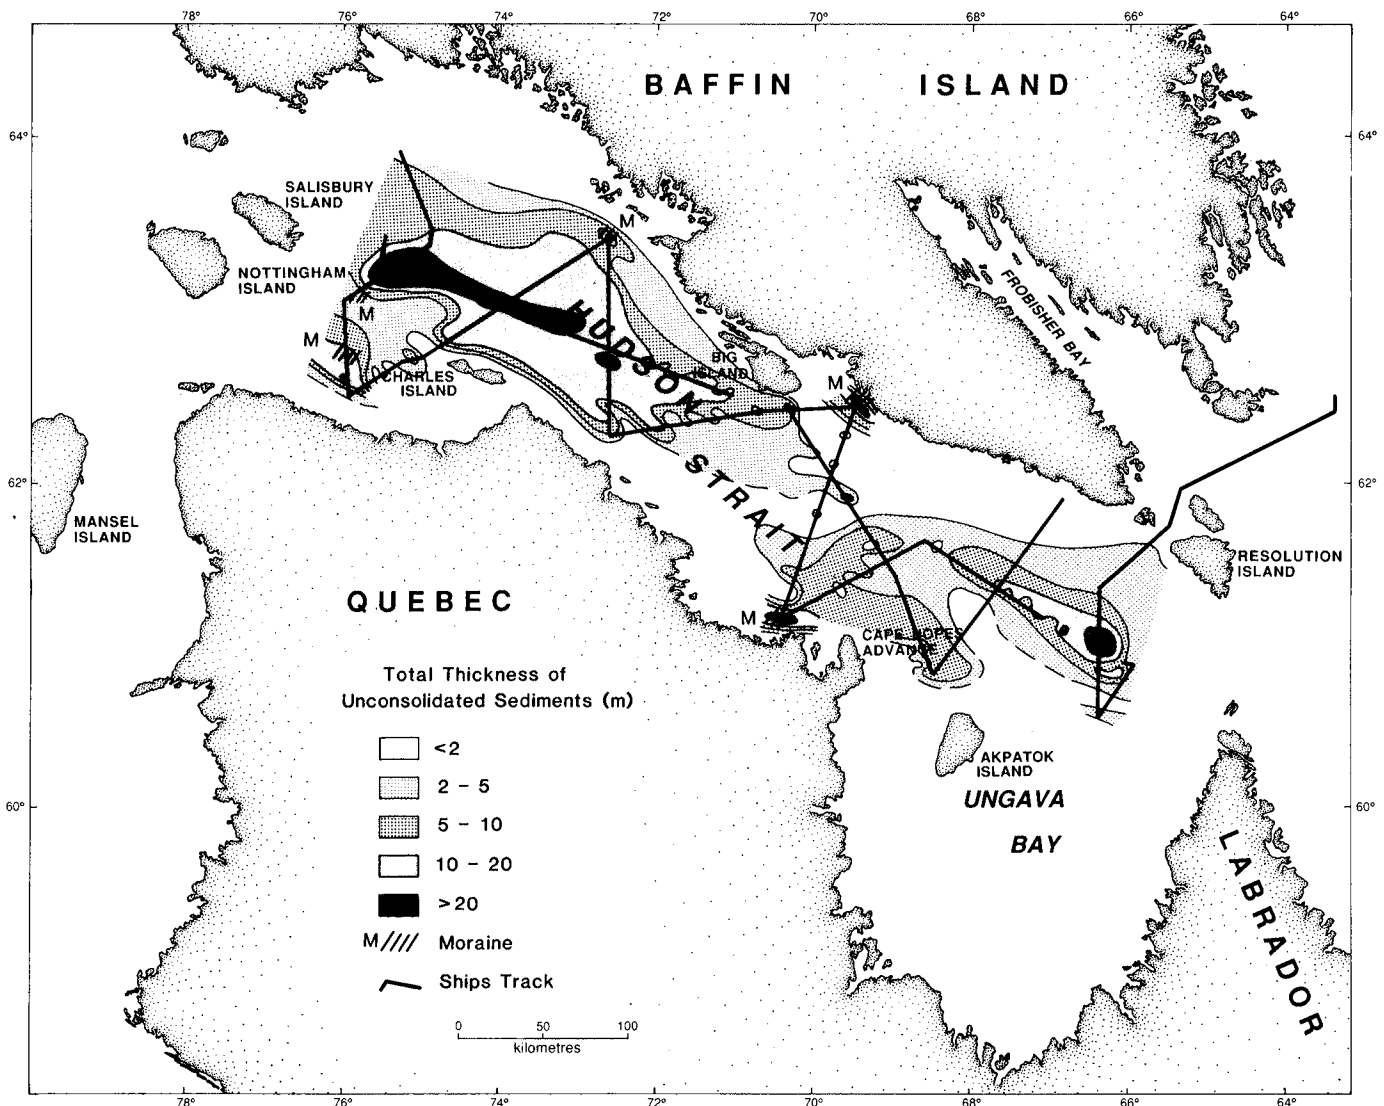 78° 76° 74° 72° 70° 68° 66° 64°
BAFFIN ISLAND
64° 64°
SALISBURY
ISLAND
M
NOTTINGHAM
ISLAND
FROBISHER BAY
M
M
HUDSON
BIG
ISLAND
M
CHARLES
ISLAND
62° 62°
STRAIT
MANSEL
ISLAND
RESOLUTION
ISLAND
QUEBEC
M
CAPE HOPES
ADVANCE
Total Thickness of
Unconsolidated Sediments (m)
<2
2 - 5
5 - 10
10 - 20
>20
M Moraine
Ships Track
0 50 100
kilometres
AKPATOK
ISLAND
60° 60°
UNGAVA
BAY
LABRADOR
78° 76° 74° 72° 70° 68° 66° 64°